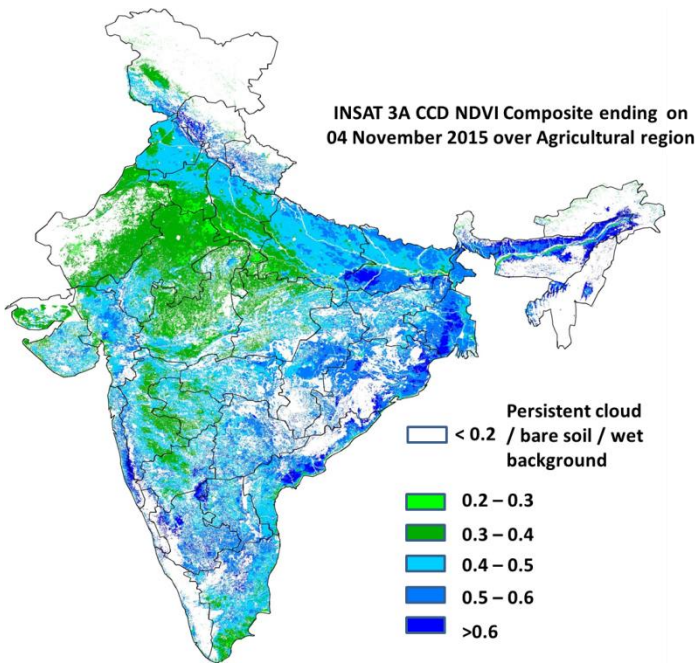 INSAT 3A CCD NDVI Composite ending on
04 November 2015 over Agricultural region
< 0.2
Persistent cloud
/ bare soil / wet
background
0.2 – 0.3
0.3 – 0.4
0.4 – 0.5
0.5 – 0.6
>0.6